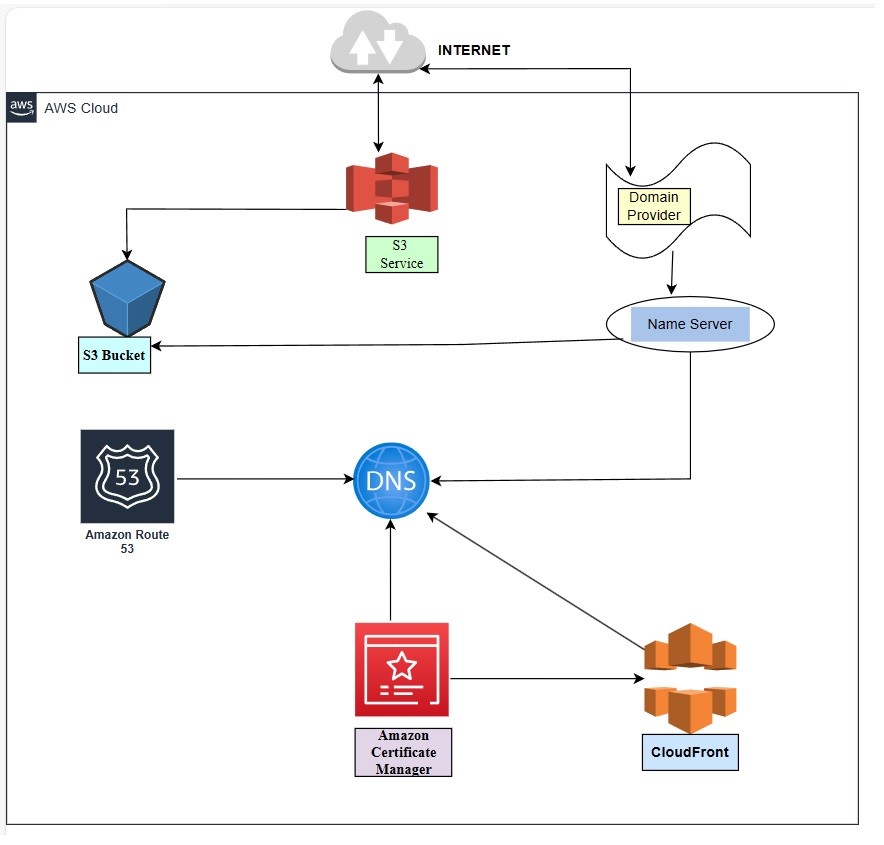 INTERNET
aws
AWS Cloud
Domain
Provider
S3
Service
Name Server
S3 Bucket
53
DNS
Amazon Route
53
Amazon
Certificate
Manager
CloudFront